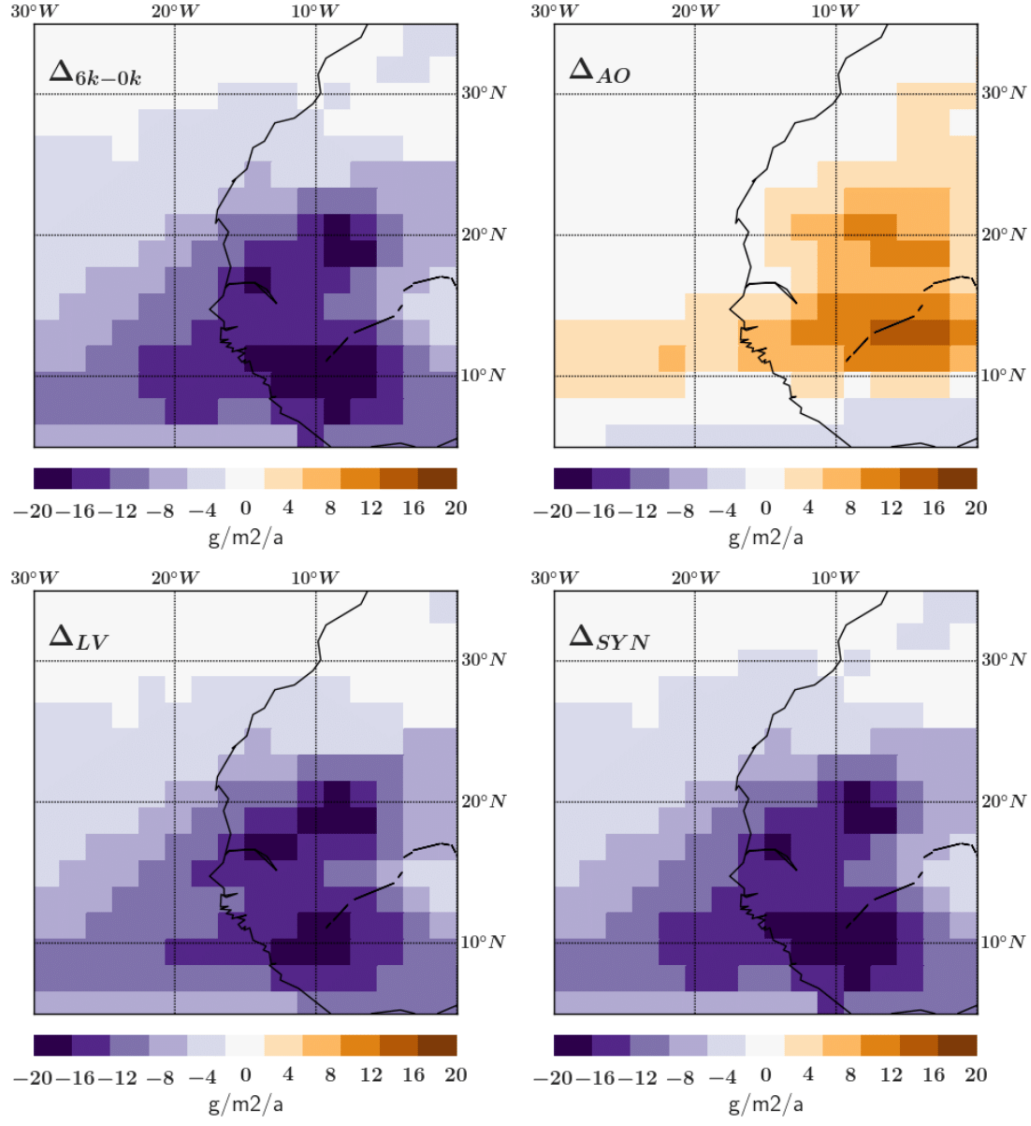 30°W 20°W 10°W 30°W 20°W 10°W
Δ6k−0k ΔAO
30°N 30°N
20°N 20°N
10°N 10°N
−20 −16 −12 −8 −4 0 4 8 12 16 20 −20 −16 −12 −8 −4 0 4 8 12 16 20
g/m2/a g/m2/a
30°W 20°W 10°W 30°W 20°W 10°W
ΔLV ΔSYN
30°N 30°N
20°N 20°N
10°N 10°N
−20 −16 −12 −8 −4 0 4 8 12 16 20 −20 −16 −12 −8 −4 0 4 8 12 16 20
g/m2/a g/m2/a